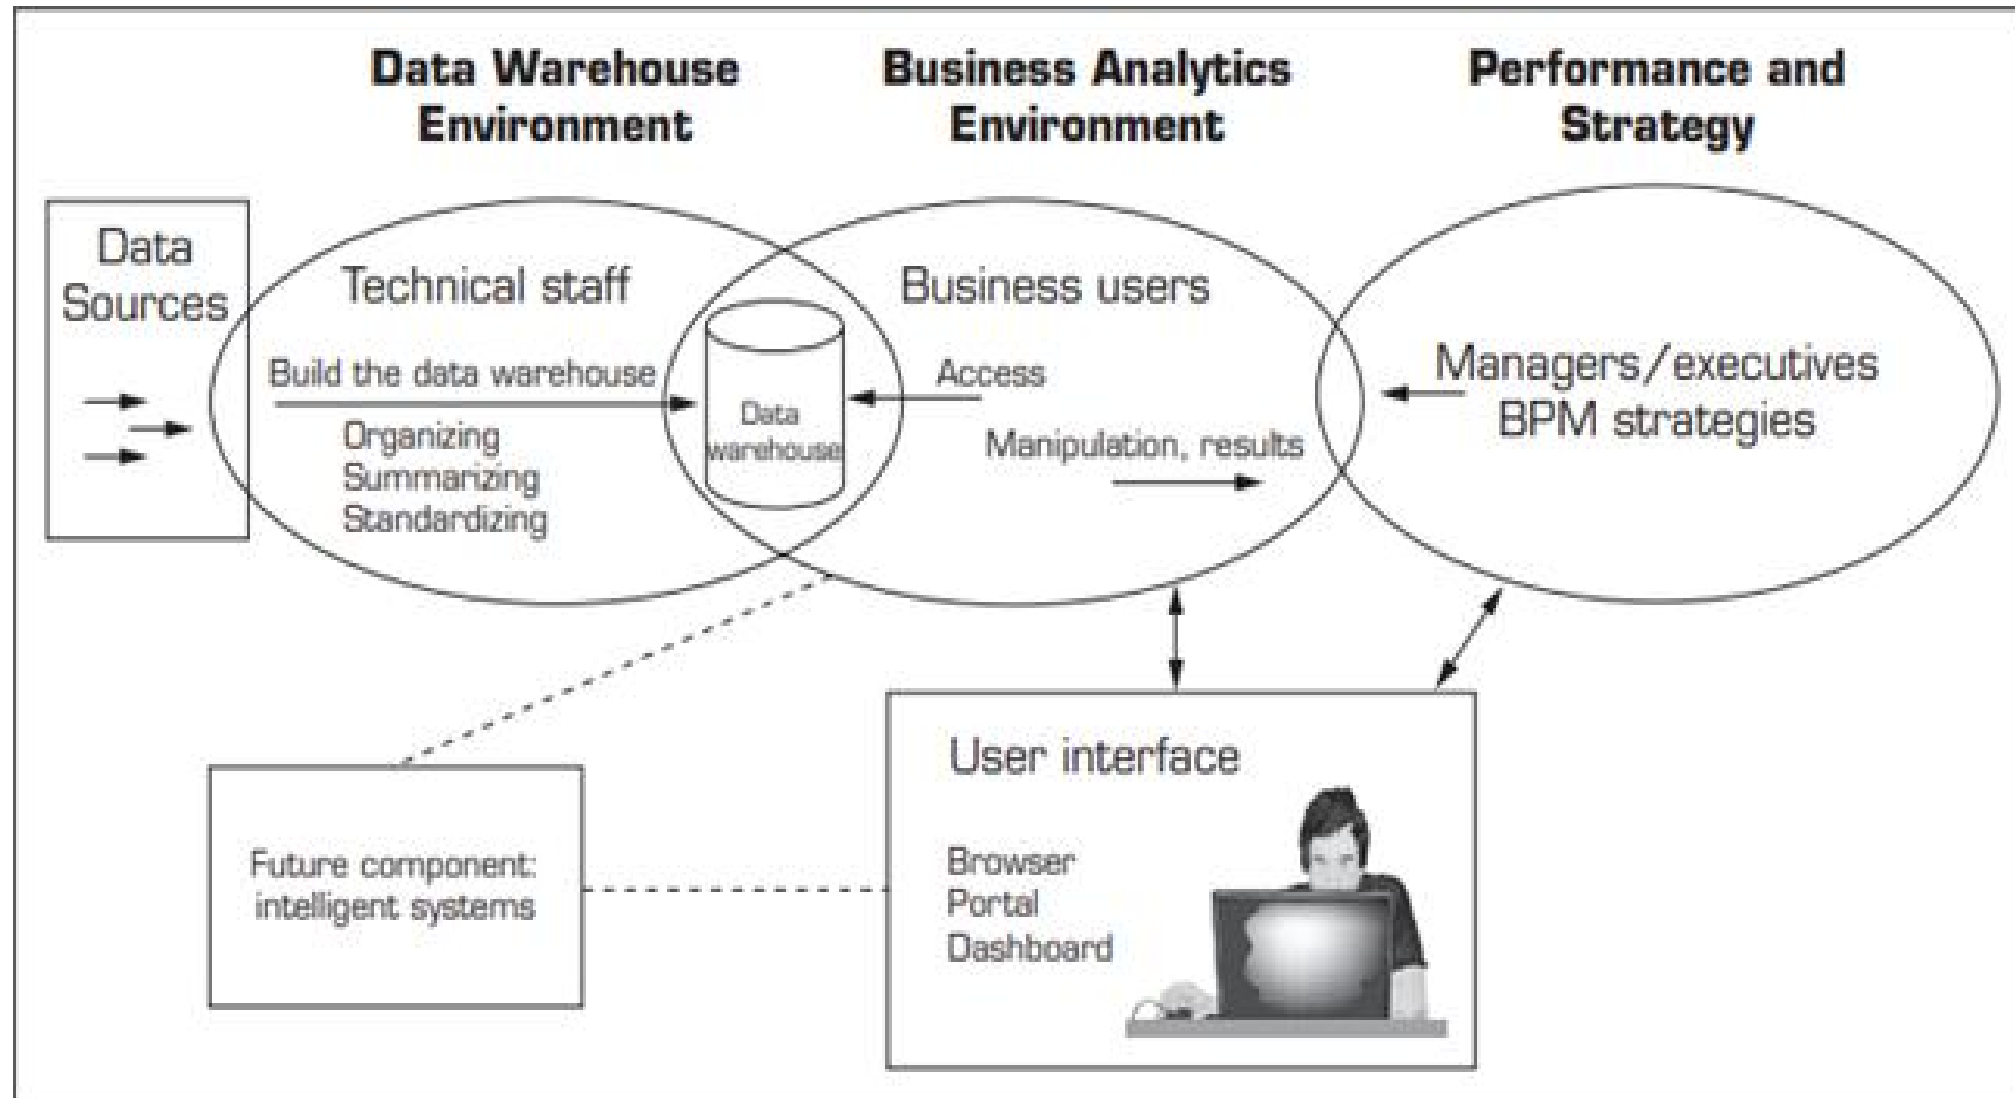 Data Warehouse
Environment
Business Analytics
Environment
Performance and
Strategy
Data
Sources
Technical staff
Build the data warehouse
Organizing
Summarizing
Standardizing
Data
warehouse
Business users
Access
Manipulation, results
Managers/executives
BPM strategies
Future component:
intelligent systems
User interface
Browser
Portal
Dashboard